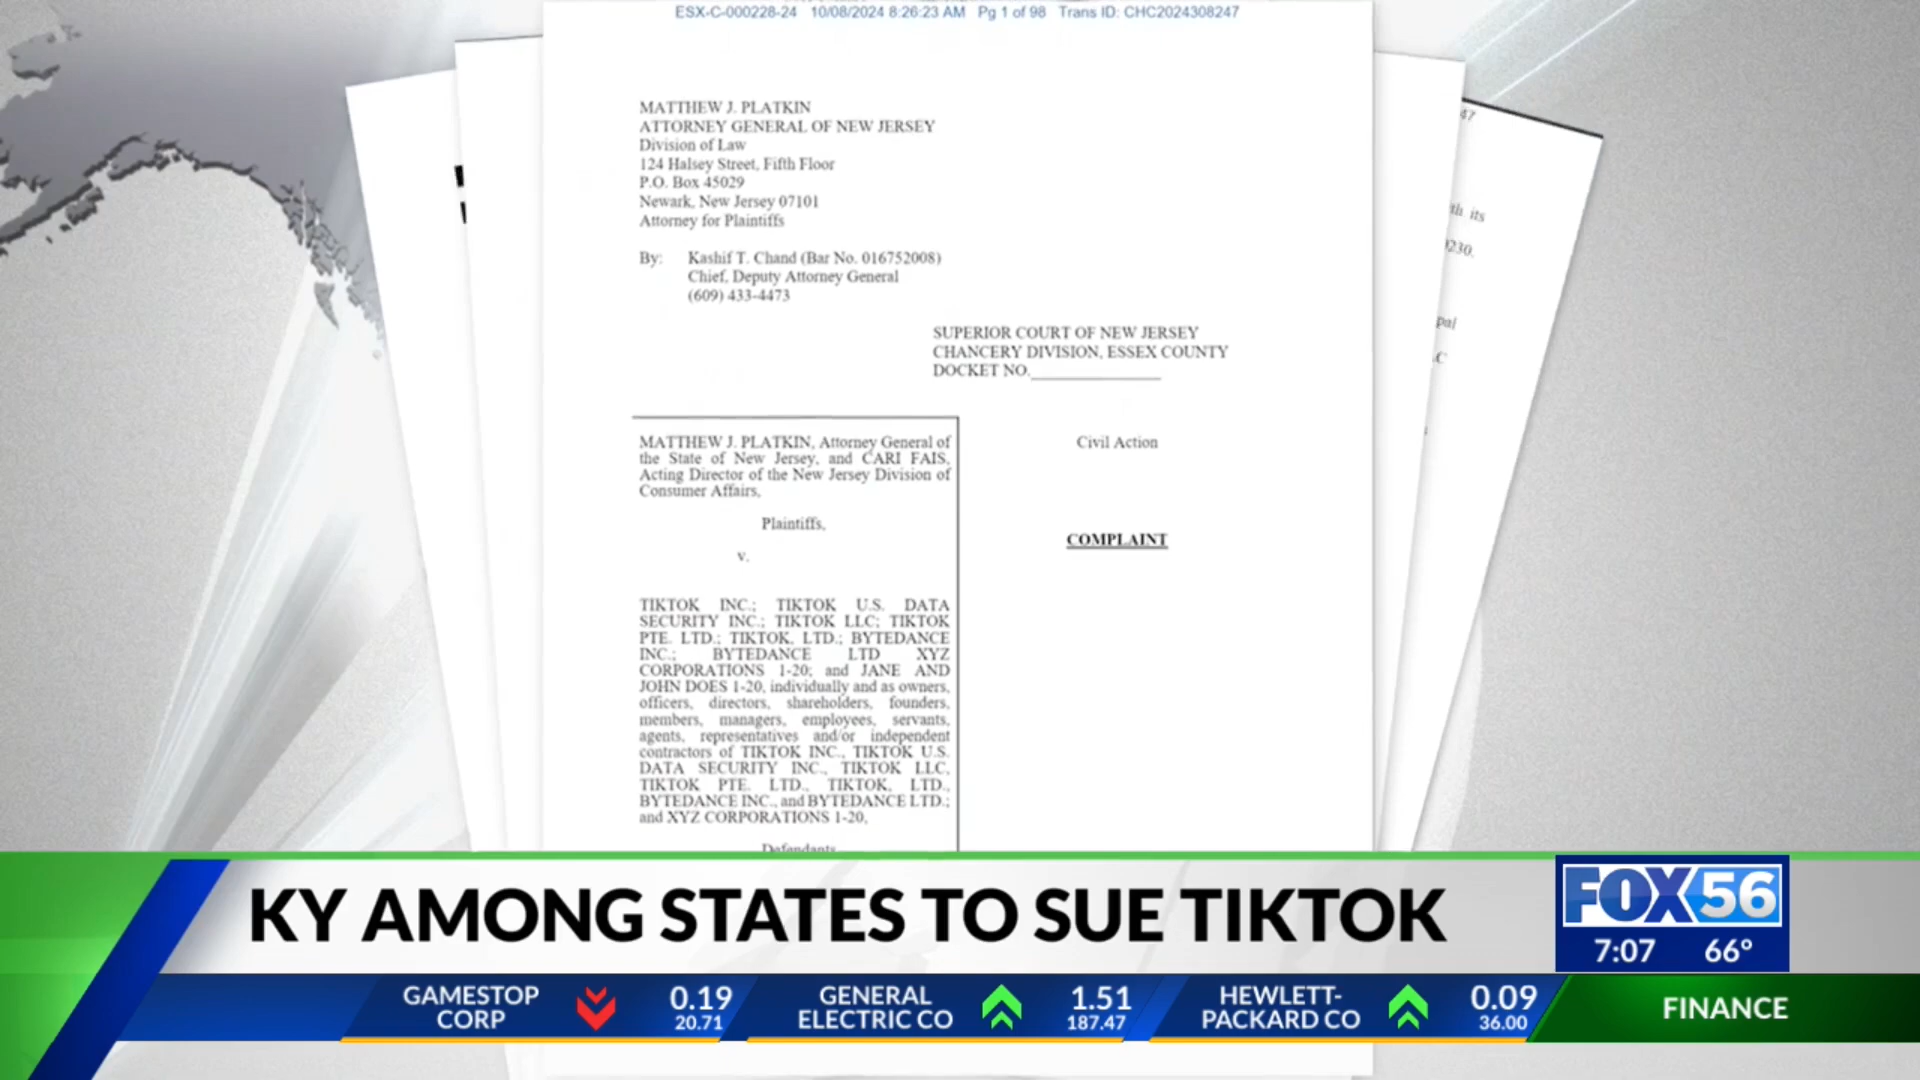 ESX-C-000228-24 10/08/2024 8:26:23 AM Pg 1 of 98 Trans ID: CHC2024308247
MATTHEW J. PLATKIN
ATTORNEY GENERAL OF NEW JERSEY
Division of Law
124 Halsey Street, Fifth Floor
P.O. Box 45029
Newark, New Jersey 07101
Attorney for Plaintiffs
By: Kashif T. Chand (Bar No. 016752008)
Chief, Deputy Attorney General
(609) 433-4473
SUPERIOR COURT OF NEW JERSEY
CHANCERY DIVISION, ESSEX COUNTY
DOCKET NO.
MATTHEW J. PLATKIN, Attorney General of
the State of New Jersey, and CARI FAIS,
Acting Director of the New Jersey Division of
Consumer Affairs,
Plaintiffs,
v.
TIKTOK INC.; TIKTOK U.S. DATA
SECURITY INC.; TIKTOK LLC; TIKTOK
PTE. LTD.; TIKTOK, LTD.; BYTEDANCE
INC.; BYTEDANCE LTD XYZ
CORPORATIONS 1-20; and JANE AND
JOHN DOES 1-20, individually and as owners,
officers, directors, shareholders, founders,
members, managers, employees, servants,
agents, representatives and/or independent
contractors of TIKTOK INC., TIKTOK U.S.
DATA SECURITY INC., TIKTOK LLC,
TIKTOK PTE. LTD., TIKTOK, LTD.,
BYTEDANCE INC., and BYTEDANCE LTD.;
and XYZ CORPORATIONS 1-20,
Defendants
Civil Action
COMPLAINT
47
th its
230,
pal
C
KY AMONG STATES TO SUE TIKTOK
FOX 56
7:07 66°
GAMESTOP CORP 0.19 20.71
GENERAL ELECTRIC CO 1.51 187.47
HEWLETT-PACKARD CO 0.09 36.00
FINANCE